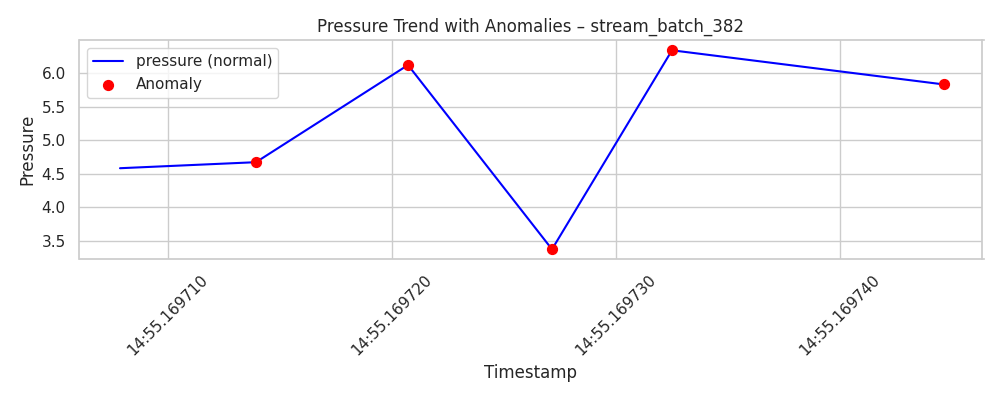 Pressure Trend with Anomalies – stream_batch_382
pressure (normal)
Anomaly
Pressure
6.0
5.5
5.0
4.5
4.0
3.5
14:55.169710
14:55.169720
14:55.169730
14:55.169740
Timestamp